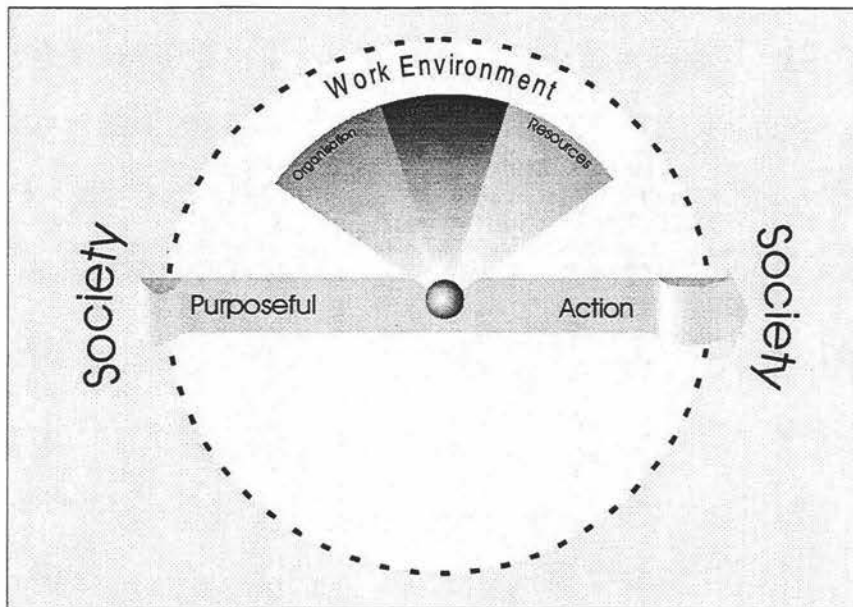 Work Environment
Organisation
Resources
Society
Purposeful
Action
Society